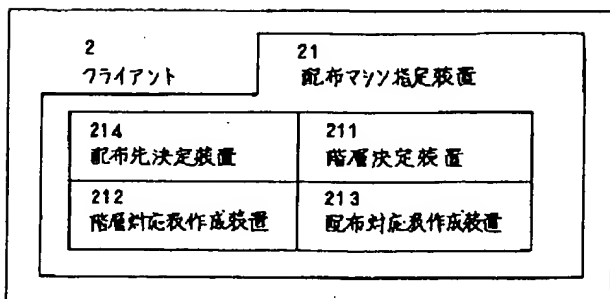 2
クライアント
21
配布マシン指定装置
214
配布先決定装置
211
階層決定装置
212
階層対応表作成装置
213
配布対応表作成装置